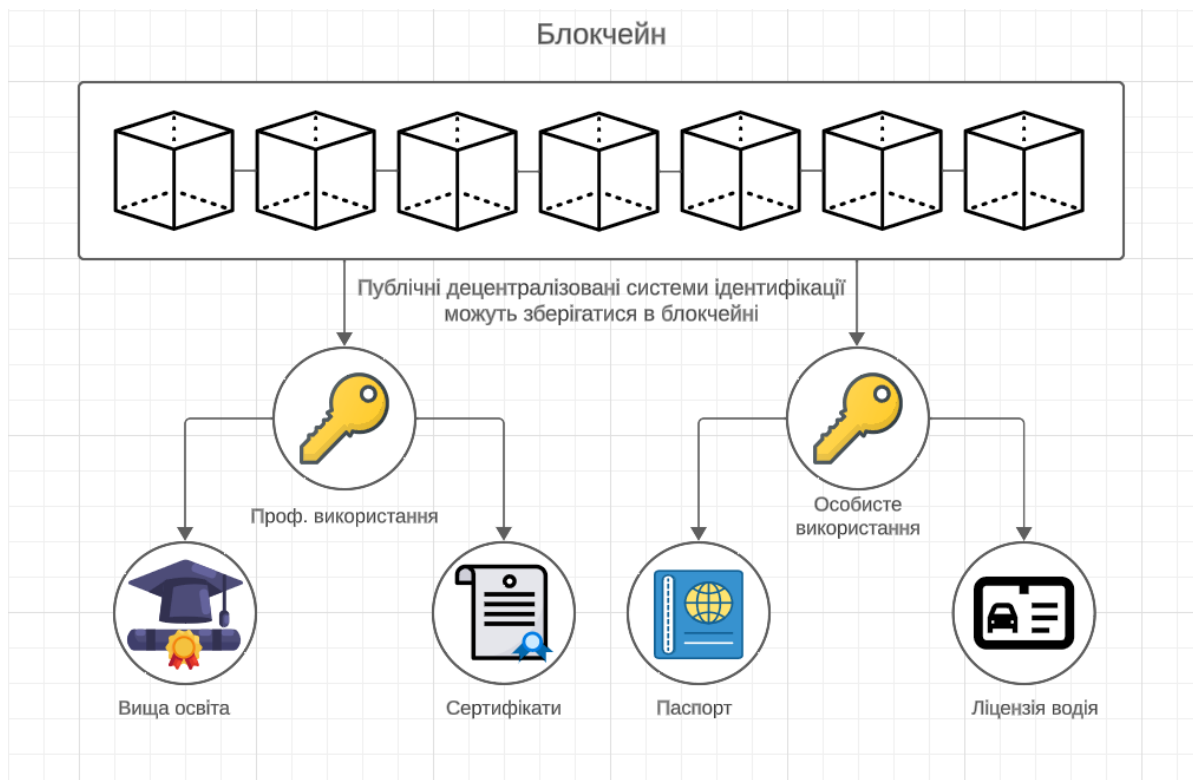 Блокчейн
Публічні децентралізовані системи ідентифікації
можуть зберігатися в блокчейні
Проф. використання
Особисте
використання
Вища освіта
Сертифікати
Паспорт
Ліцензія водія